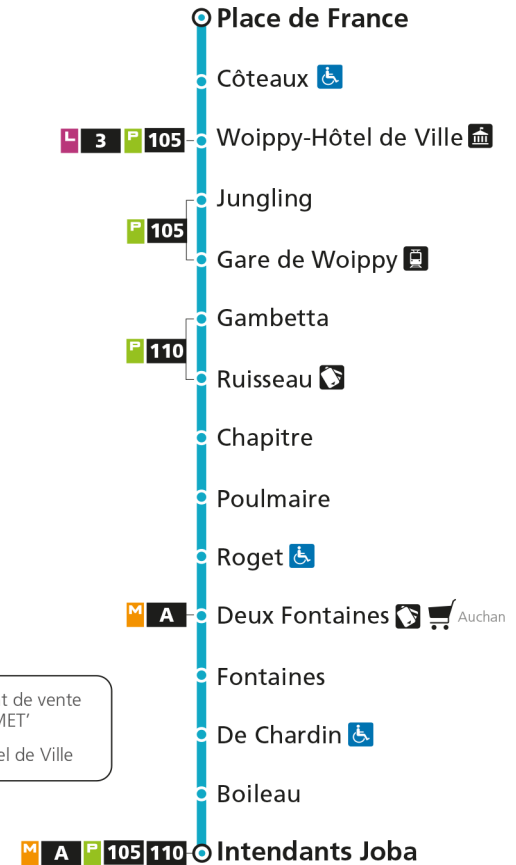 Place de France
Côteaux
L 3 P 105 Woippy-Hôtel de Ville
Jungling
P 105
Gare de Woippy
Gambetta
P 110
Ruisseau
Chapitre
Poulmaire
Roget
M A Deux Fontaines Auchan
Fontaines
de vente
MET’
De Chardin
de Ville
Boileau
M A P 105 110 Intendants Joba